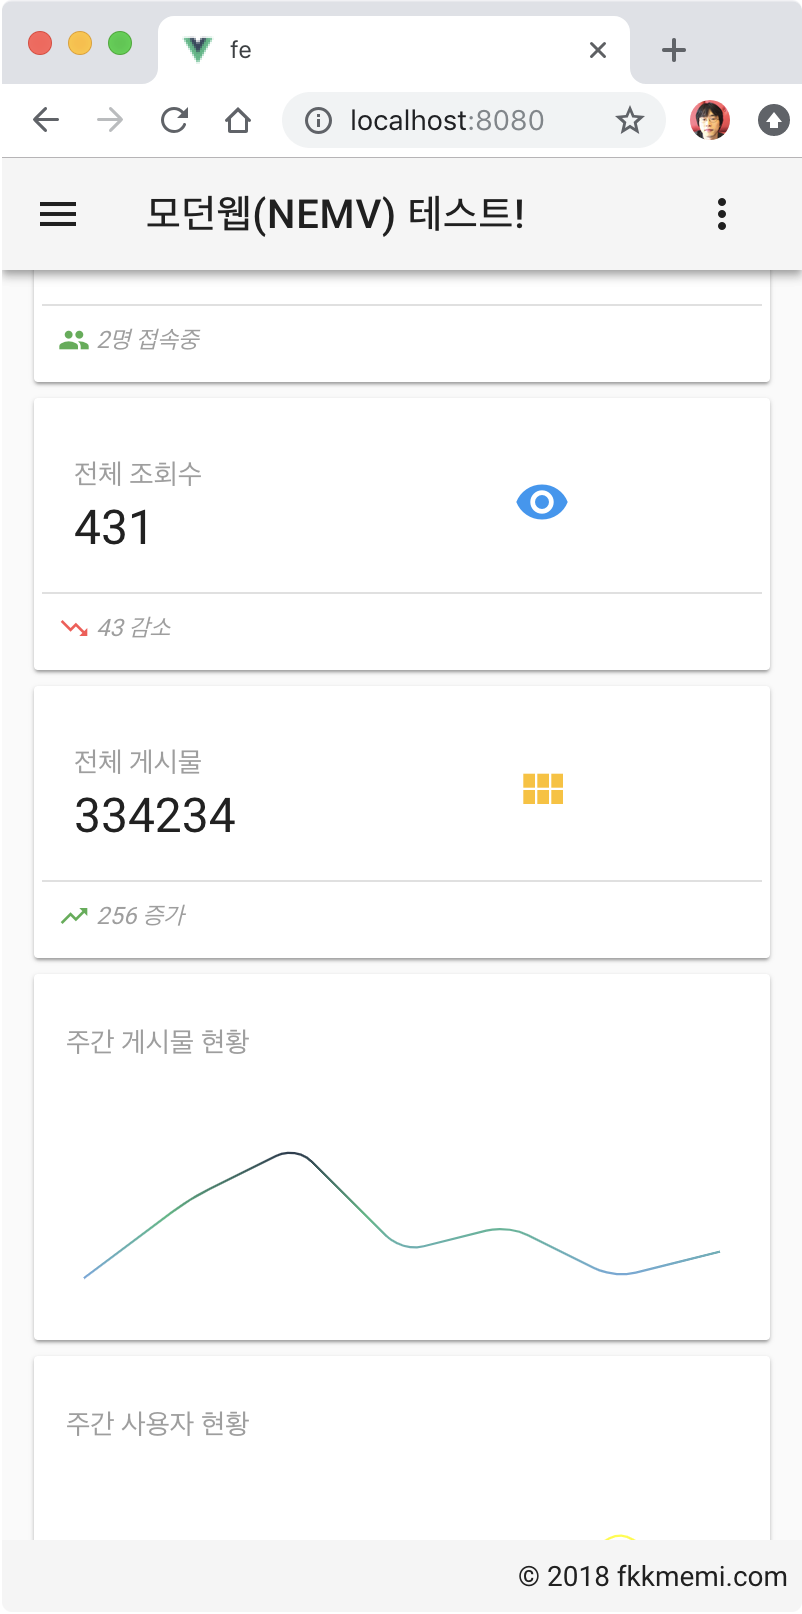 fe
localhost:8080
모던웹(NEMV) 테스트!
2명 접속중
전체 조회수
431
43 감소
전체 게시물
334234
256 증가
주간 게시물 현황
주간 사용자 현황
© 2018 fkkmemi.com